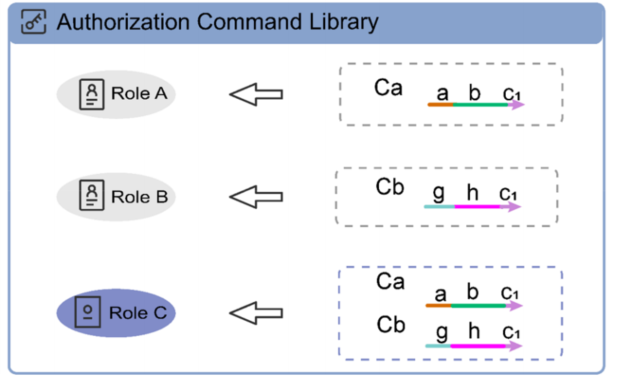 Authorization Command Library
Role A
Ca a b c₁
Role B
Cb g h c₁
Role C
Ca a b c₁
Cb g h c₁